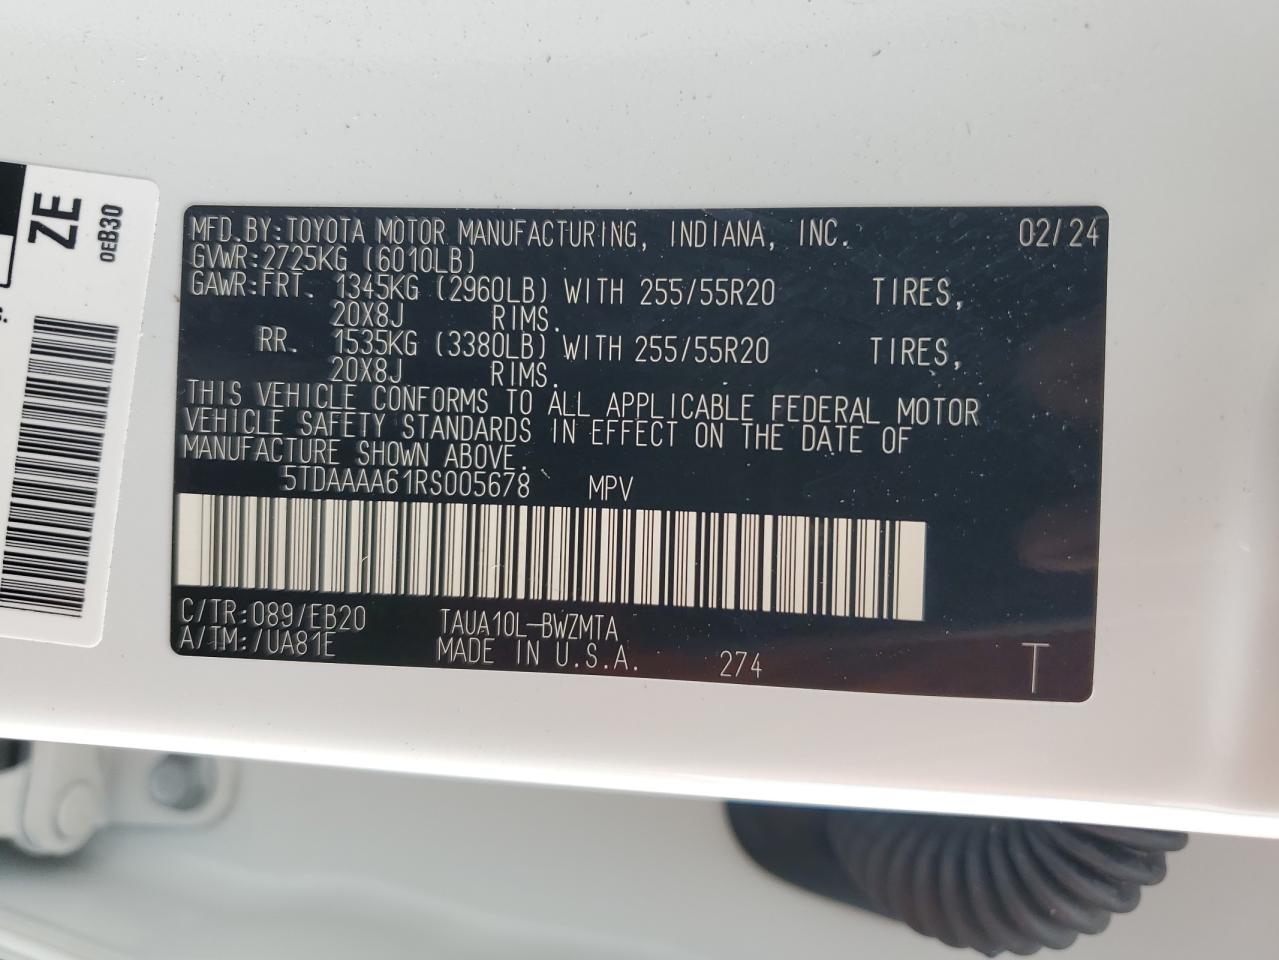 ZE
0EB30
s.
MFD.BY:TOYOTA MOTOR MANUFACTURING, INDIANA, INC. 02/24
GVWR:2725KG (6010LB)
GAWR:FRT. 1345KG (2960LB) WITH 255/55R20 TIRES,
20X8J RIMS.
RR. 1535KG (3380LB) WITH 255/55R20 TIRES,
20X8J RIMS.
THIS VEHICLE CONFORMS TO ALL APPLICABLE FEDERAL MOTOR
VEHICLE SAFETY STANDARDS IN EFFECT ON THE DATE OF
MANUFACTURE SHOWN ABOVE.
5TDAAAA61RS005678 MPV
C/TR:089/EB20 TAUA10L-BWZMTA
A/TM:/UA81E MADE IN U.S.A. 274 T